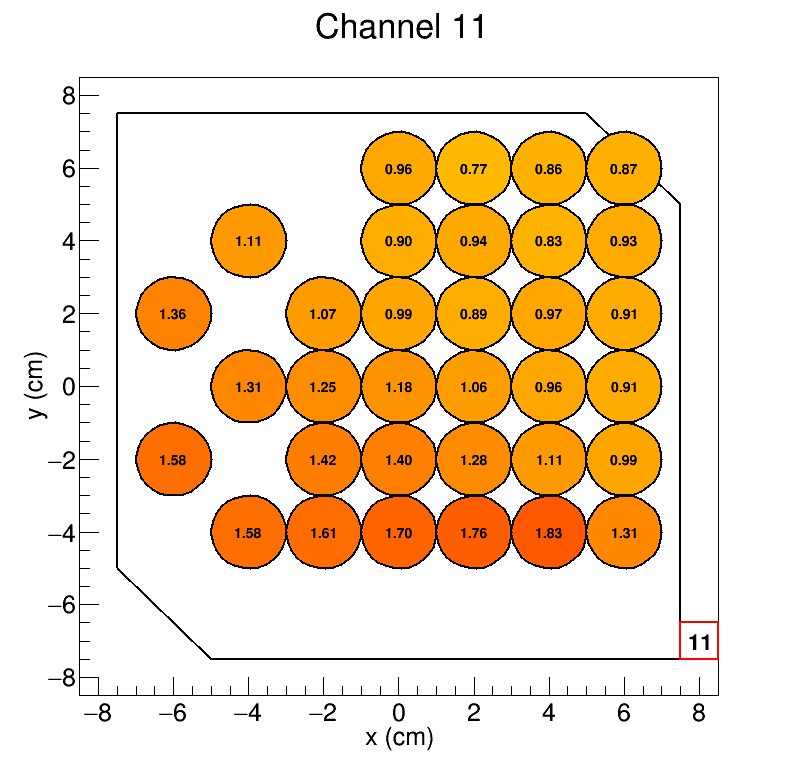 Channel 11
8
0.96 0.77 0.86 0.87
6
1.11 0.90 0.94 0.83 0.93
4
1.36 1.07 0.99 0.89 0.97 0.91
2
1.31 1.25 1.18 1.06 0.96 0.91
0
y (cm)
1.58 1.42 1.40 1.28 1.11 0.99
−2
1.58 1.61 1.70 1.76 1.83 1.31
−4
−6
11
−8
−8 −6 −4 −2 0 2 4 6 8
x (cm)